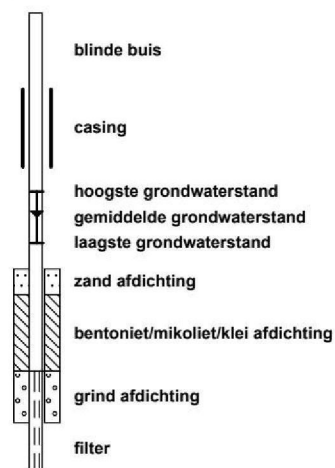 blinde buis
casing
hoogste grondwaterstand
gemiddelde grondwaterstand
laagste grondwaterstand
zand afdichting
bentoniet/mikoliet/klei afdichting
grind afdichting
filter